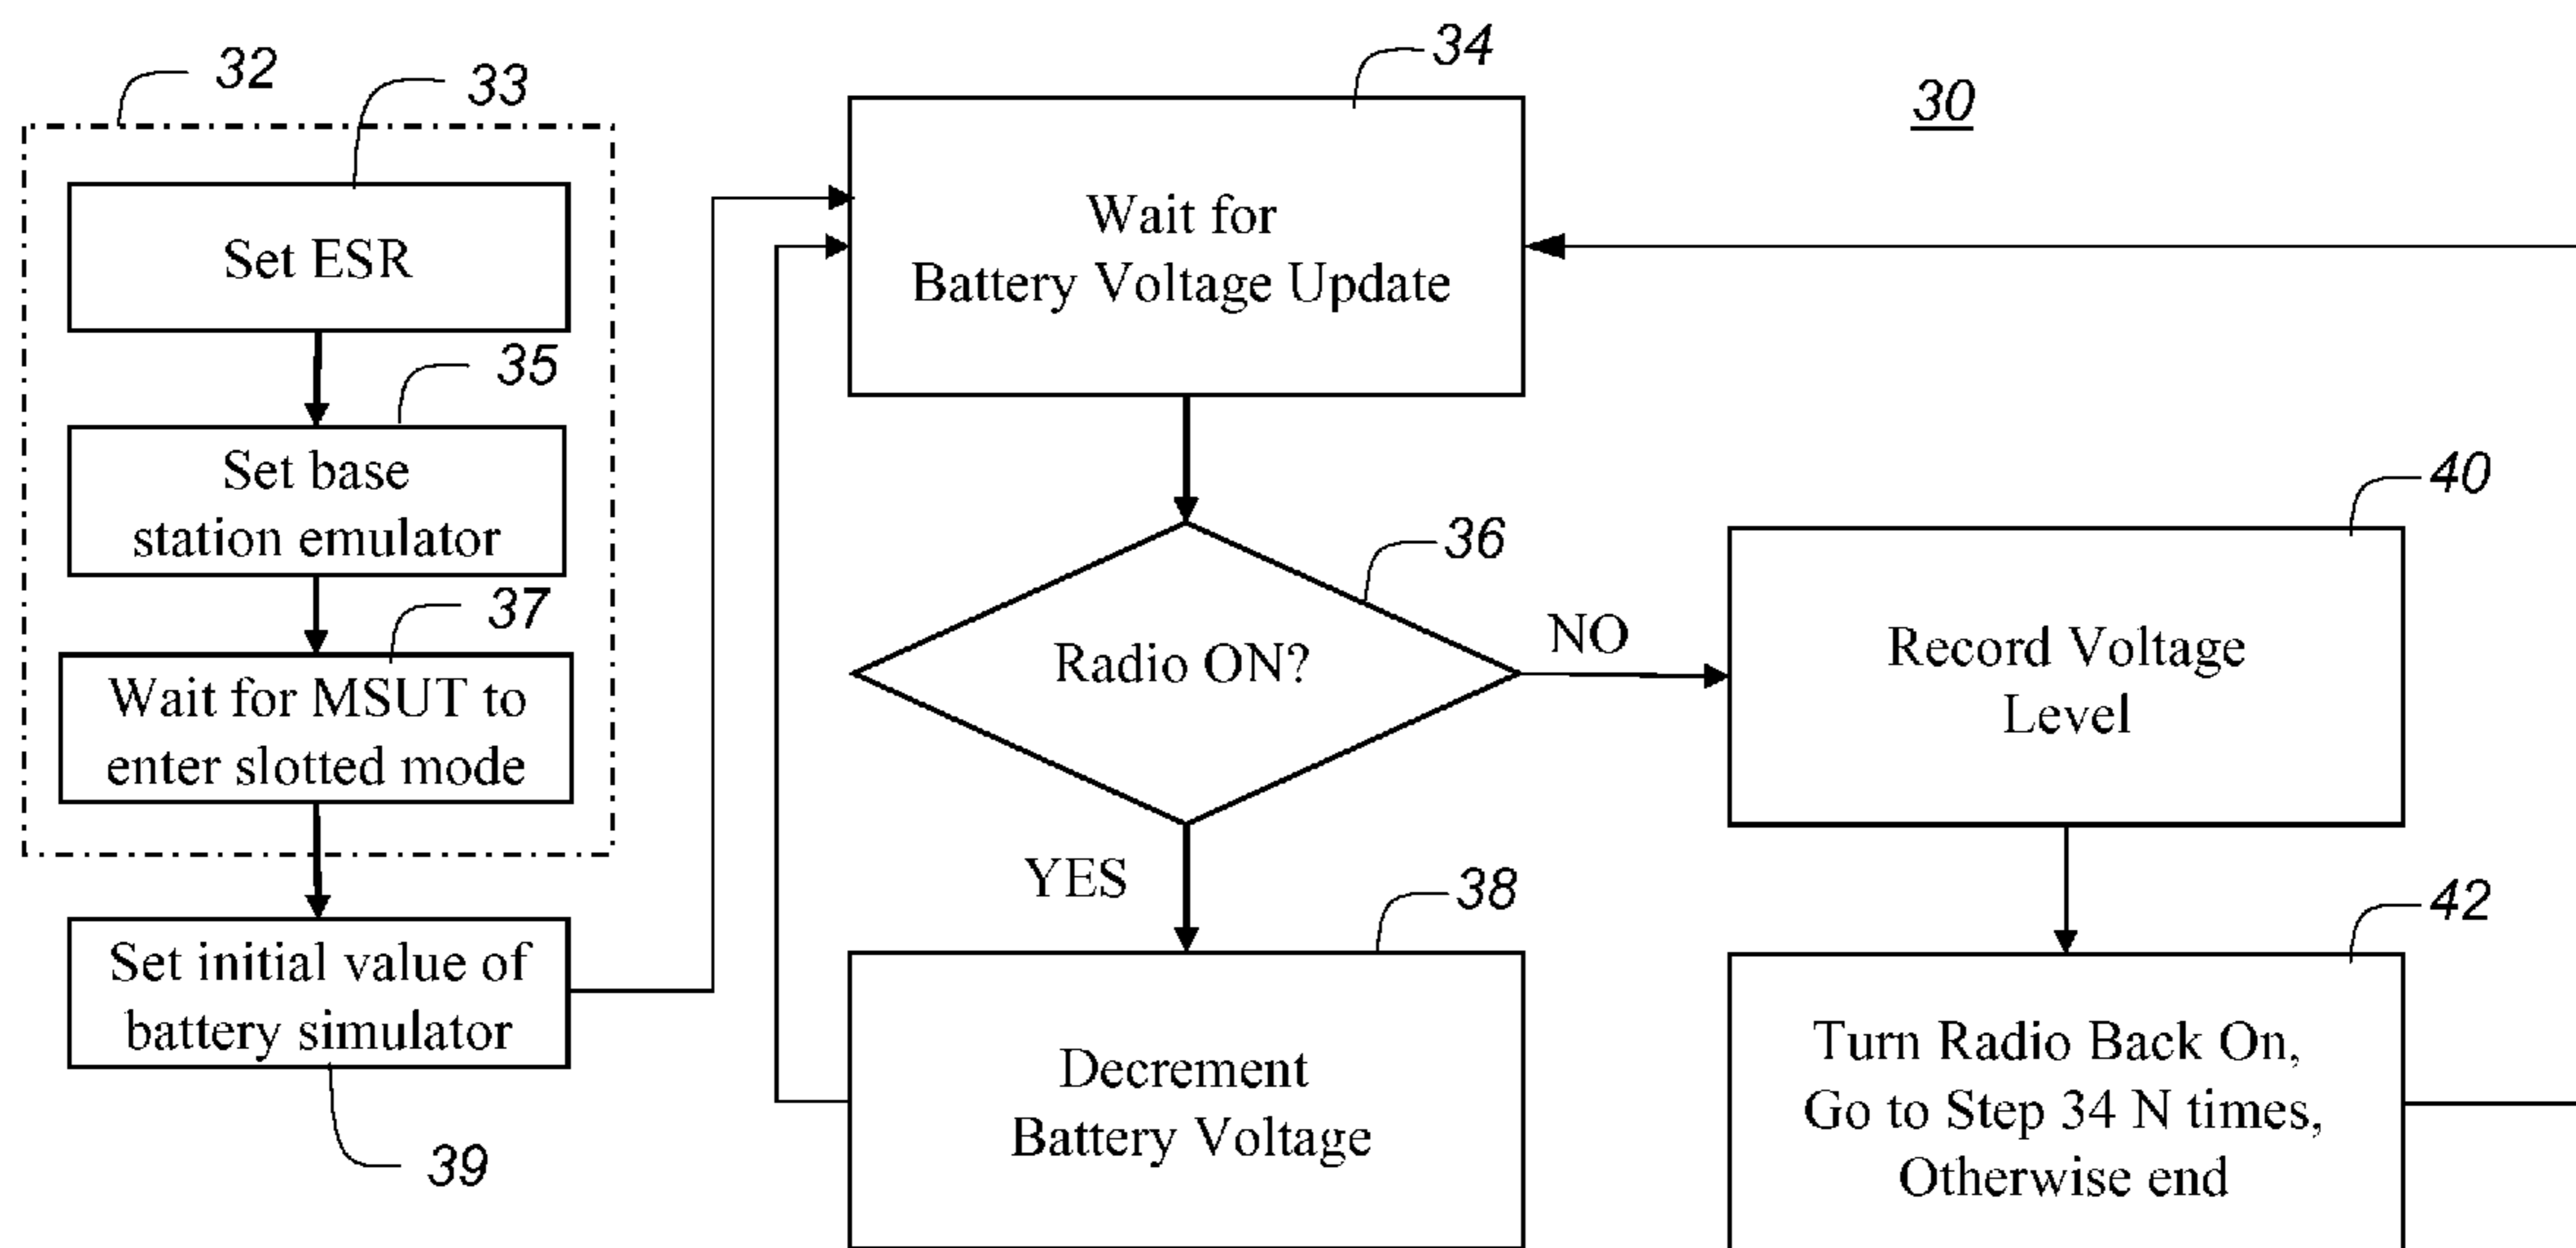 32
33
Set ESR
35
Set base
station emulator
37
Wait for MSUT to
enter slotted mode
Set initial value of
battery simulator
39
34
Wait for
Battery Voltage Update
30
36
Radio ON?
NO
YES
38
Decrement
Battery Voltage
40
Record Voltage
Level
42
Turn Radio Back On,
Go to Step 34 N times,
Otherwise end